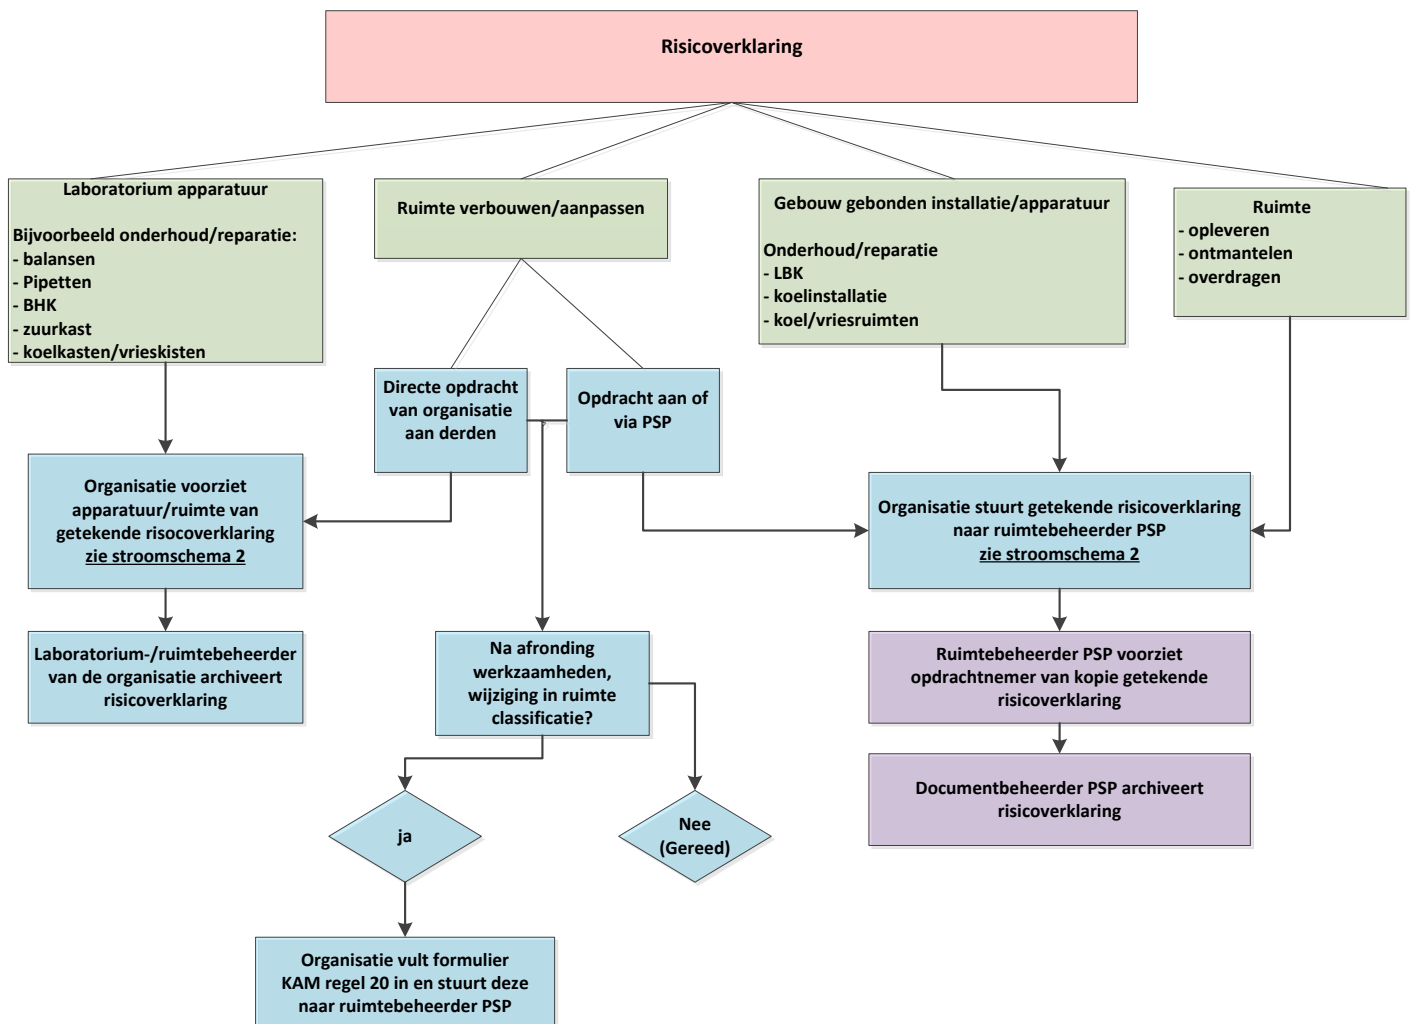 Risicoverklaring
Laboratorium apparatuur
Bijvoorbeeld onderhoud/reparatie:
- balansen
- Pipetten
- BHK
- zuurkast
- koelkasten/vrieskisten
Ruimte verbouwen/aanpassen
Gebouw gebonden installatie/apparatuur
Onderhoud/reparatie
- LBK
- koelinstallatie
- koel/vriesruimten
Ruimte
- opleveren
- ontmantelen
- overdragen
Directe opdracht
van organisatie
aan derden
Opdracht aan of
via PSP
Organisatie voorziet
apparatuur/ruimte van
getekende risocoverklaring
zie stroomschema 2
Organisatie stuurt getekende risicoverklaring
naar ruimtebeheerder PSP
zie stroomschema 2
Laboratorium-/ruimtebeheerder
van de organisatie archiveert
risicoverklaring
Na afronding
werkzaamheden,
wijziging in ruimte
classificatie?
Ruimtebeheerder PSP voorziet
opdrachtnemer van kopie getekende
risicoverklaring
Documentbeheerder PSP archiveert
risicoverklaring
ja
Nee
(Gereed)
Organisatie vult formulier
KAM regel 20 in en stuurt deze
naar ruimtebeheerder PSP